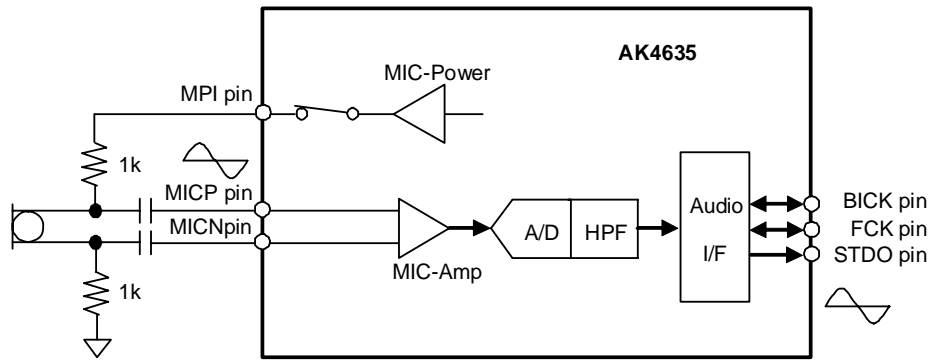 AK4635
MIC-Power
MPI pin
1k
MICP pin
MICNpin
MIC-Amp
A/D
HPF
Audio
I/F
BICK pin
FCK pin
STDO pin
1k